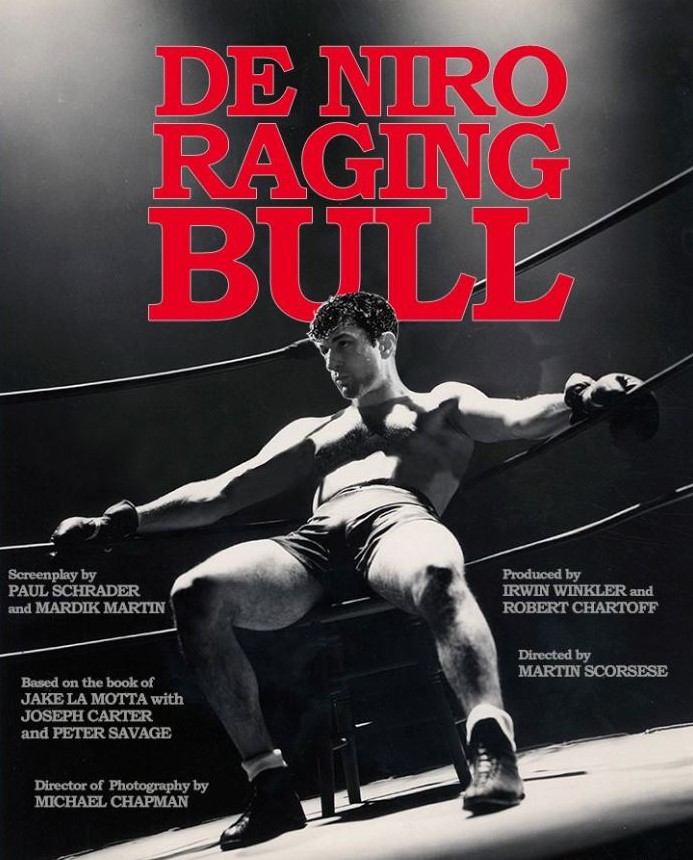 DE NIRO
RAGING
BULL
Screenplay by
PAUL SCHRADER
and MARDIK MARTIN
Based on the book of
JAKE LA MOTTA with
JOSEPH CARTER
and PETER SAVAGE
Director of Photography by
MICHAEL CHAPMAN
Produced by
IRWIN WINKLER and
ROBERT CHARTOFF
Directed by
MARTIN SCORSESE